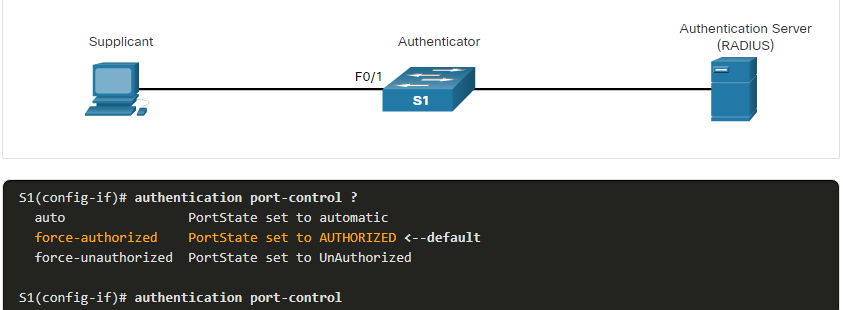 Supplicant
Authenticator
Authentication Server
(RADIUS)
F0/1
S1
S1(config-if)# authentication port-control ?
auto PortState set to automatic
force-authorized PortState set to AUTHORIZED <--default
force-unauthorized PortState set to UnAuthorized
S1(config-if)# authentication port-control